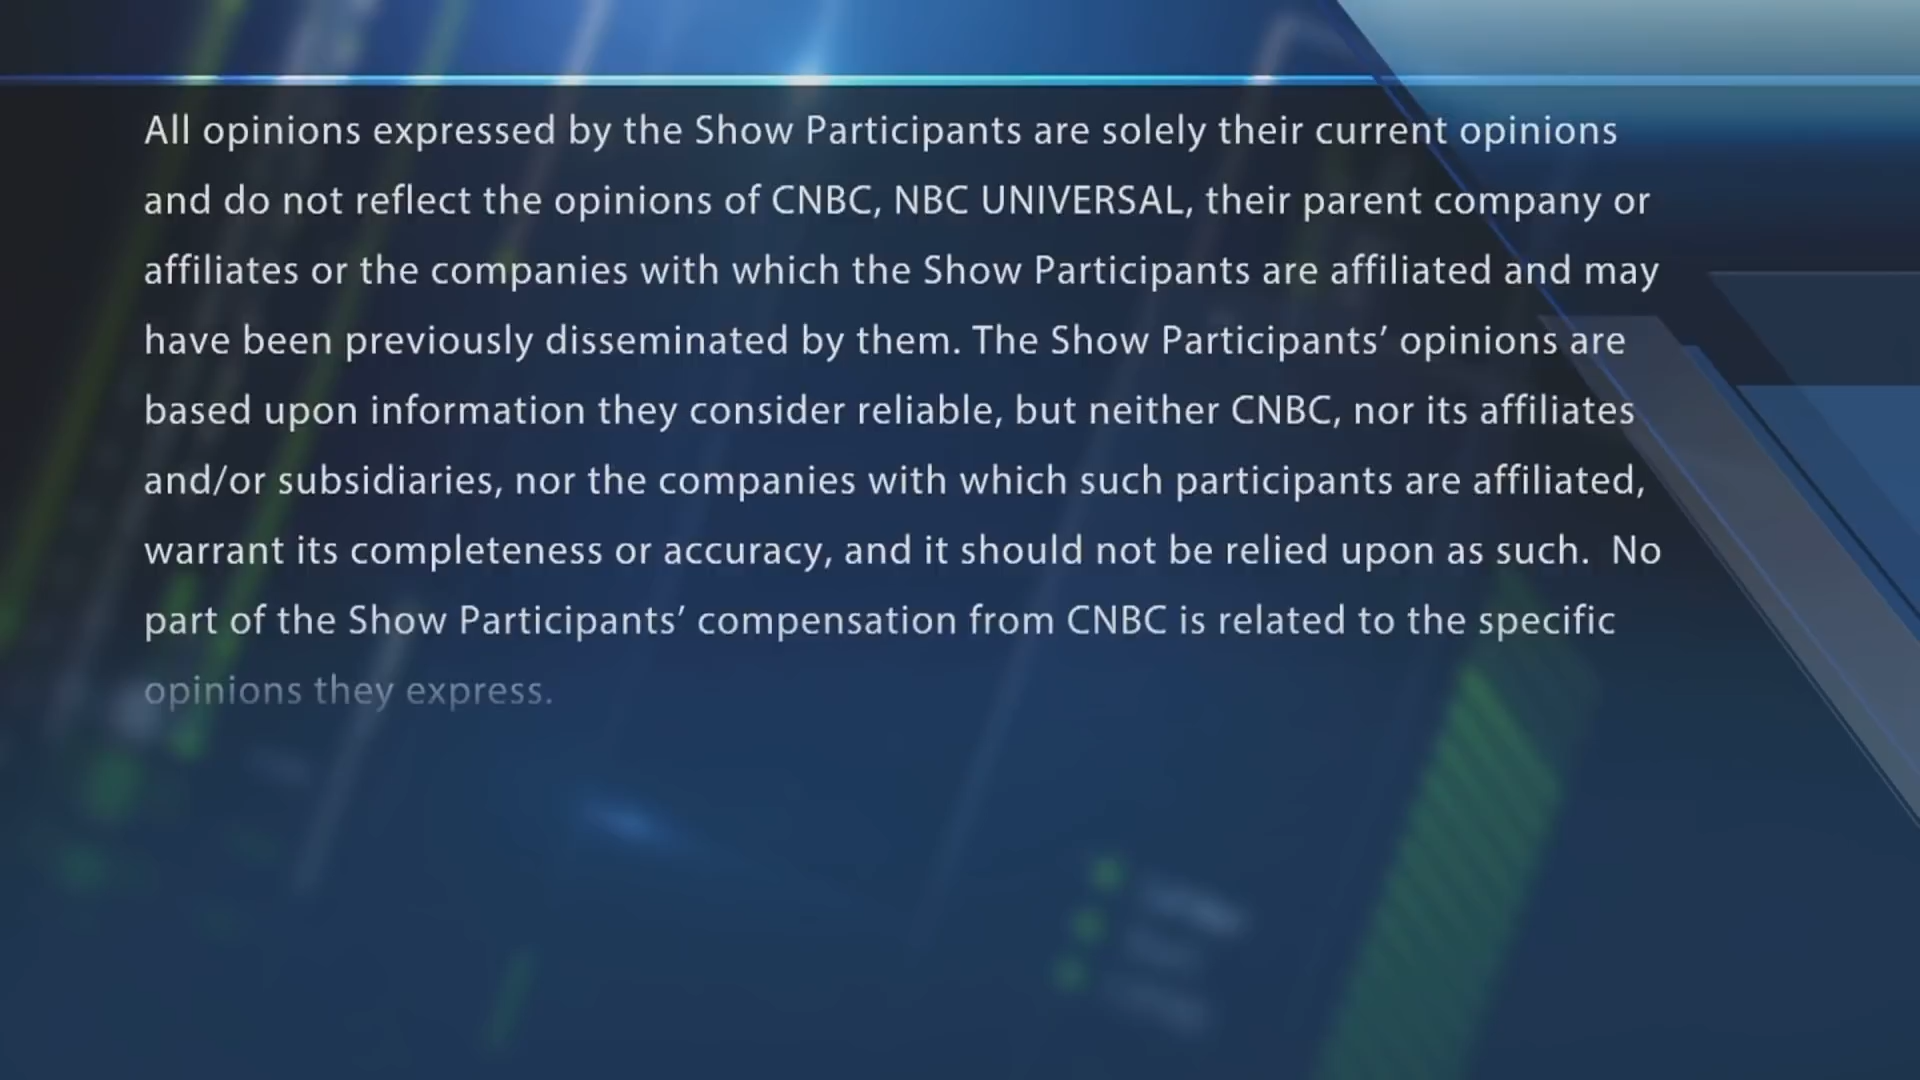 All opinions expressed by the Show Participants are solely their current opinions
and do not reflect the opinions of CNBC, NBC UNIVERSAL, their parent company or
affiliates or the companies with which the Show Participants are affiliated and may
have been previously disseminated by them. The Show Participants’ opinions are
based upon information they consider reliable, but neither CNBC, nor its affiliates
and/or subsidiaries, nor the companies with which such participants are affiliated,
warrant its completeness or accuracy, and it should not be relied upon as such.  No
part of the Show Participants’ compensation from CNBC is related to the specific
opinions they express.